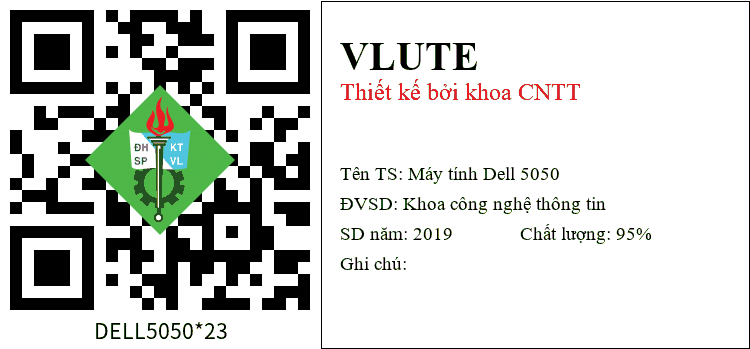 ĐH KT
SP VL
DELL5050*23
VLUTE
Thiết kế bởi khoa CNTT
Tên TS: Máy tính Dell 5050
ĐVSD: Khoa công nghệ thông tin
SD năm: 2019 Chất lượng: 95%
Ghi chú: